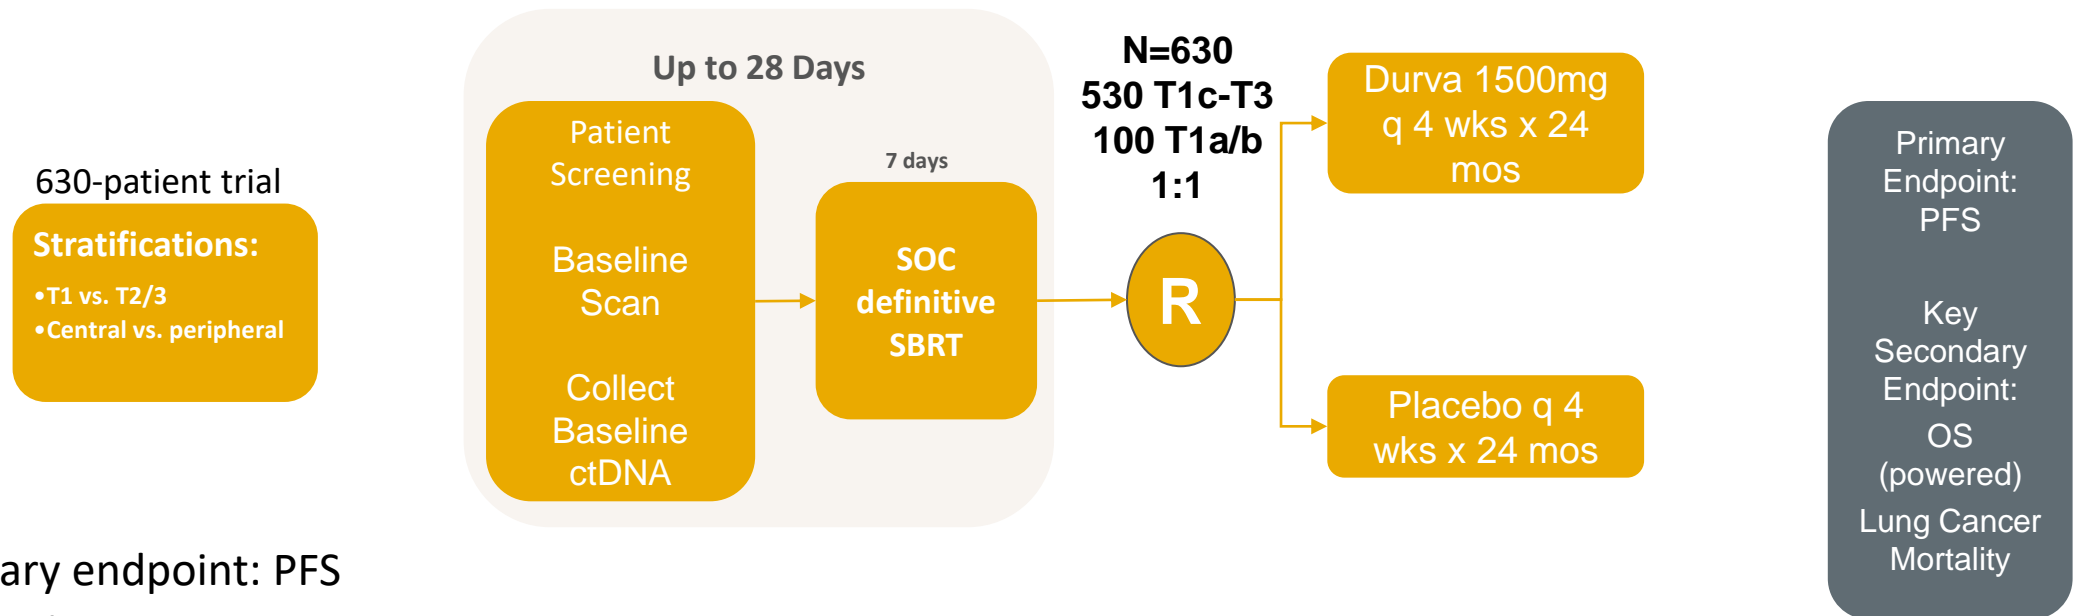 630-patient trial
Stratifications:
•T1 vs. T2/3
•Central vs. peripheral
Up to 28 Days
Patient
Screening
Baseline
Scan
Collect
Baseline
ctDNA
7 days
SOC
definitive
SBRT
N=630
530 T1c-T3
100 T1a/b
1:1
R
Durva 1500mg
q 4 wks x 24
mos
Placebo q 4
wks x 24 mos
Primary
Endpoint:
PFS
Key
Secondary
Endpoint:
OS
(powered)
Lung Cancer
Mortality
ary endpoint: PFS